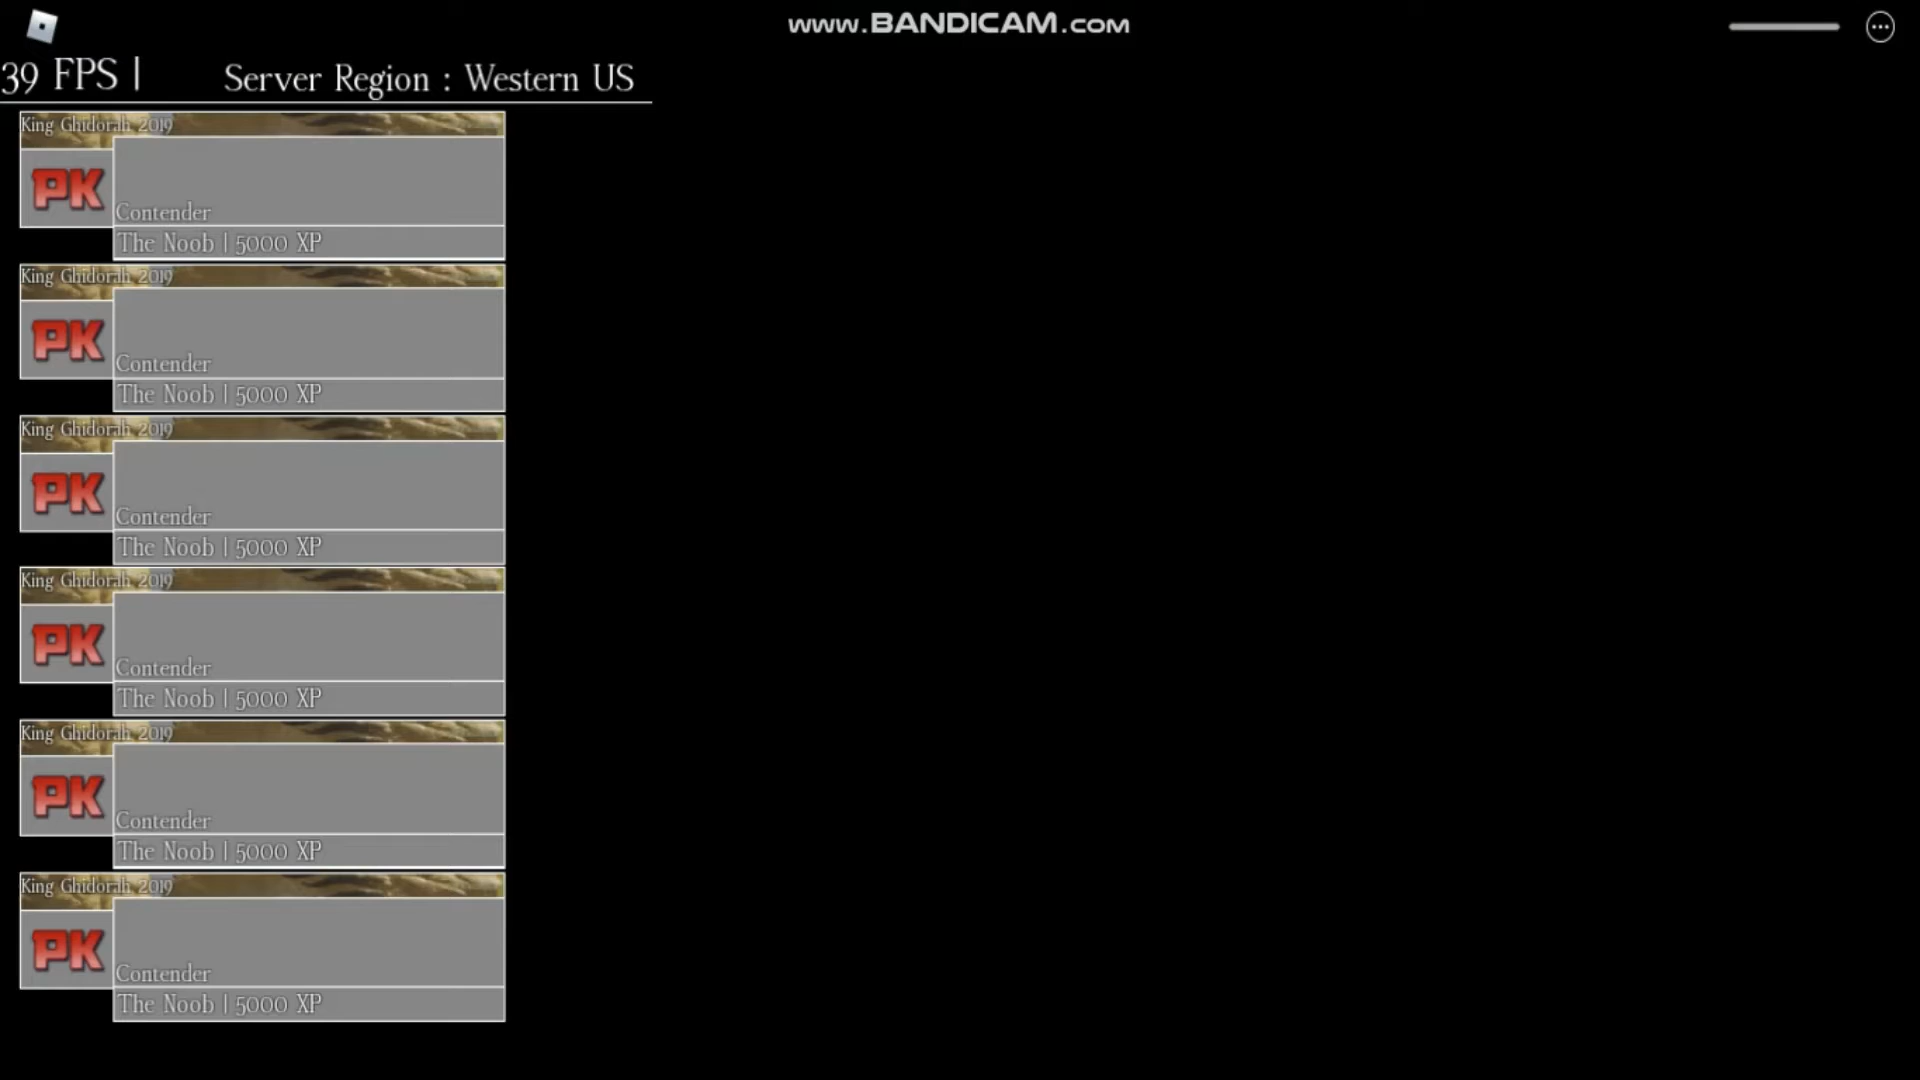 www.BANDICAM.com
39 FPS |
Server Region : Western US
King Ghidorah 2019
PK
Contender
The Noob | 5000 XP
King Ghidorah 2019
PK
Contender
The Noob | 5000 XP
King Ghidorah 2019
PK
Contender
The Noob | 5000 XP
King Ghidorah 2019
PK
Contender
The Noob | 5000 XP
King Ghidorah 2019
PK
Contender
The Noob | 5000 XP
King Ghidorah 2019
PK
Contender
The Noob | 5000 XP